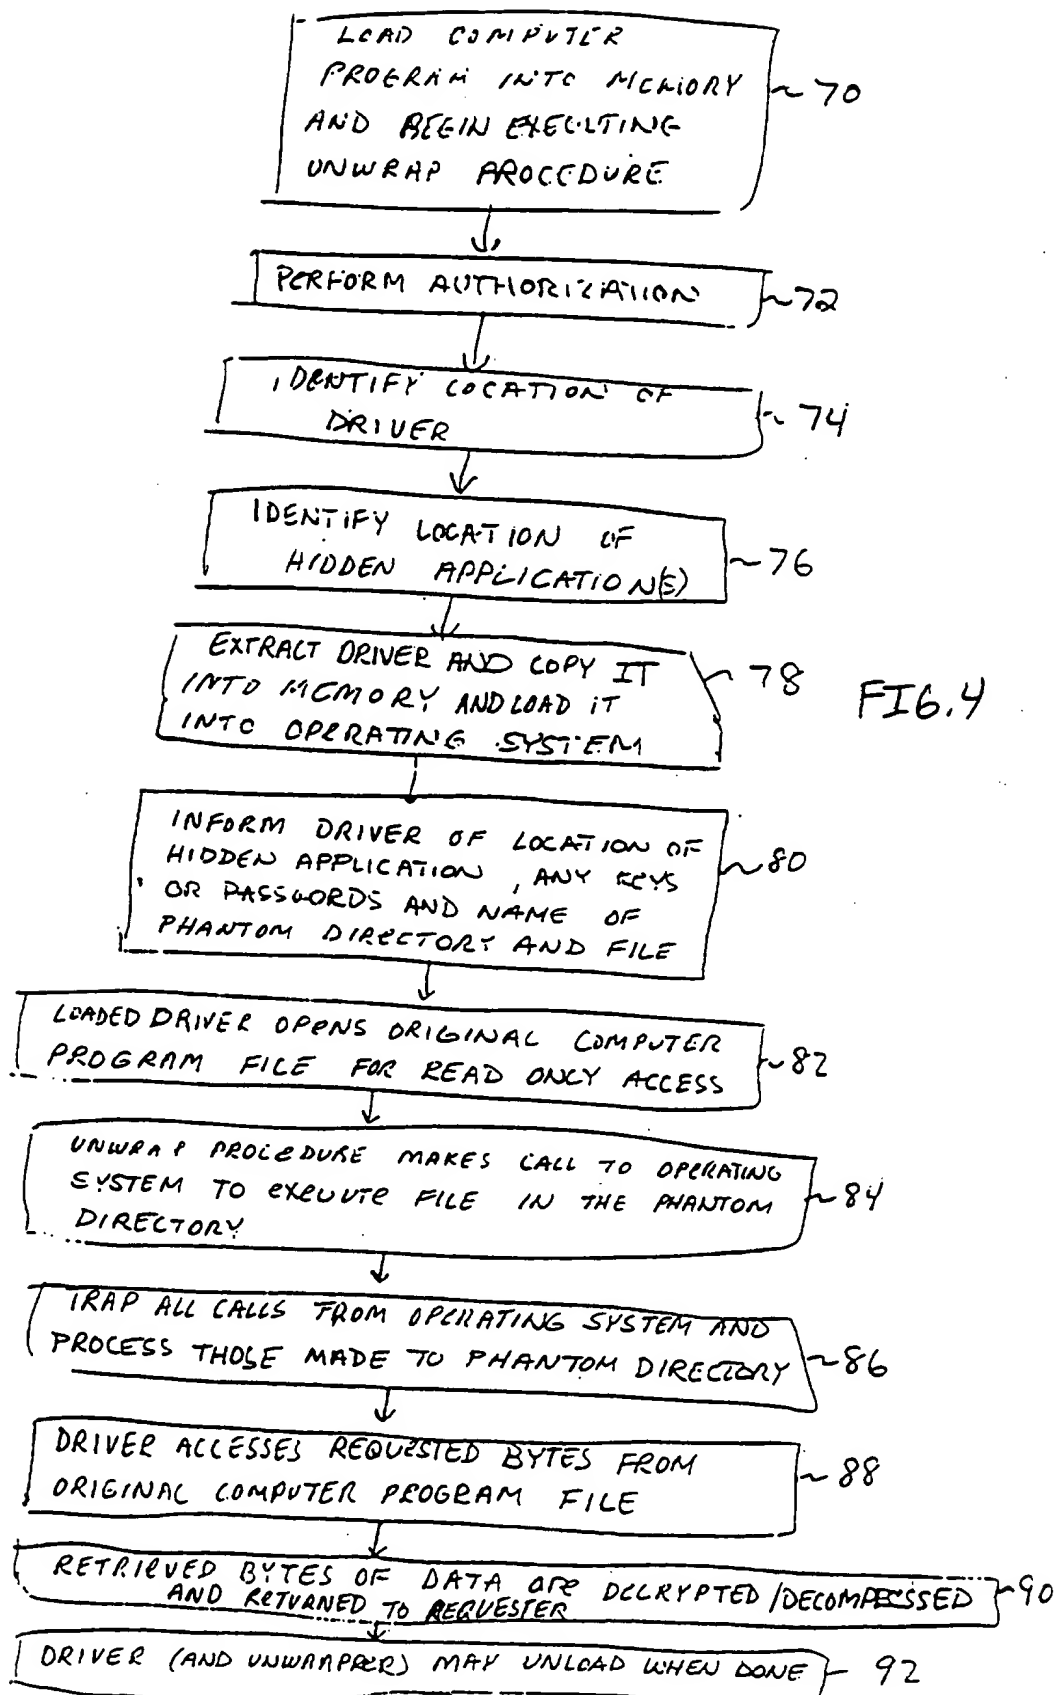 LOAD COMPUTER
PROGRAM INTO MEMORY ~ 70
AND BEGIN EXECUTING
UNWRAP PROCEDURE
PERFORM AUTHORIZATION ~72
IDENTIFY LOCATION OF
DRIVER ~ 74
IDENTIFY LOCATION OF
HIDDEN APPLICATION(S) ~76
EXTRACT DRIVER AND COPY IT
INTO MEMORY AND LOAD IT ~ 78
INTO OPERATING SYSTEM
FIG.4
INFORM DRIVER OF LOCATION OF
HIDDEN APPLICATION, ANY KEYS ~80
OR PASSWORDS AND NAME OF
PHANTOM DIRECTORY AND FILE
LOADED DRIVER OPENS ORIGINAL COMPUTER
PROGRAM FILE FOR READ ONLY ACCESS ~82
UNWRAP PROCEDURE MAKES CALL TO OPERATING
SYSTEM TO EXECUTE FILE IN THE PHANTOM ~84
DIRECTORY
TRAP ALL CALLS FROM OPERATING SYSTEM AND
PROCESS THOSE MADE TO PHANTOM DIRECTORY ~86
DRIVER ACCESSES REQUESTED BYTES FROM
ORIGINAL COMPUTER PROGRAM FILE ~ 88
RETRIEVED BYTES OF DATA ARE DECRYPTED/DECOMPRESSED ~90
AND RETURNED TO REQUESTER
DRIVER (AND UNWRAPPER) MAY UNLOAD WHEN DONE - 92